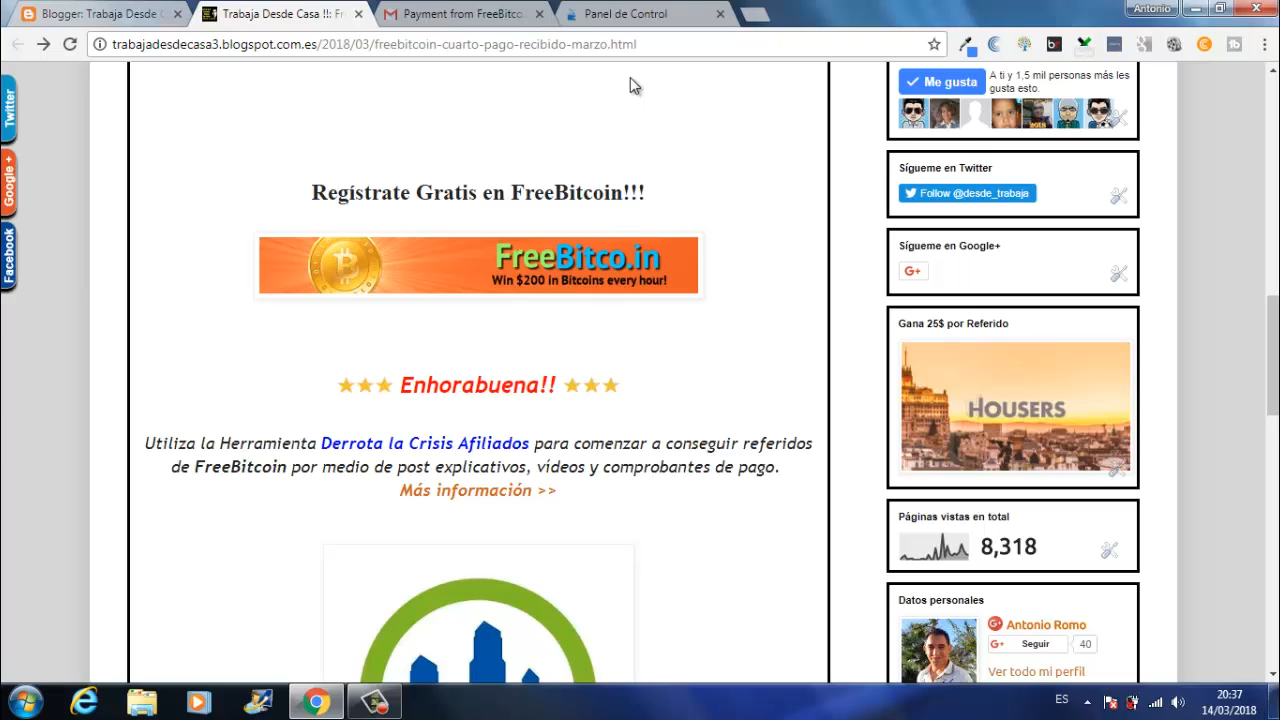 Blogger: Trabaja Desde C
Trabaja Desde Casa !!: Fr
Payment from FreeBitco
Panel de Control
Antonio
trabajadesdecasa3.blogspot.com.es/2018/03/freebitcoin-cuarto-pago-recibido-marzo.html
Twitter
Google +
Facebook
Regístrate Gratis en FreeBitcoin!!!
FreeBitco.in
Win $200 in Bitcoins every hour!
Enhorabuena!!
Utiliza la Herramienta Derrota la Crisis Afiliados para comenzar a conseguir referidos
de FreeBitcoin por medio de post explicativos, vídeos y comprobantes de pago.
Más información >>
Me gusta
A ti y 1,5 mil personas más les
gusta esto.
Sígueme en Twitter
Follow @desde_trabaja
Sígueme en Google+
G+
Gana 25$ por Referido
HOUSERS
Páginas vistas en total
8,318
Datos personales
Antonio Romo
G+ Seguir 40
Ver todo mi perfil
ES
20:37
14/03/2018